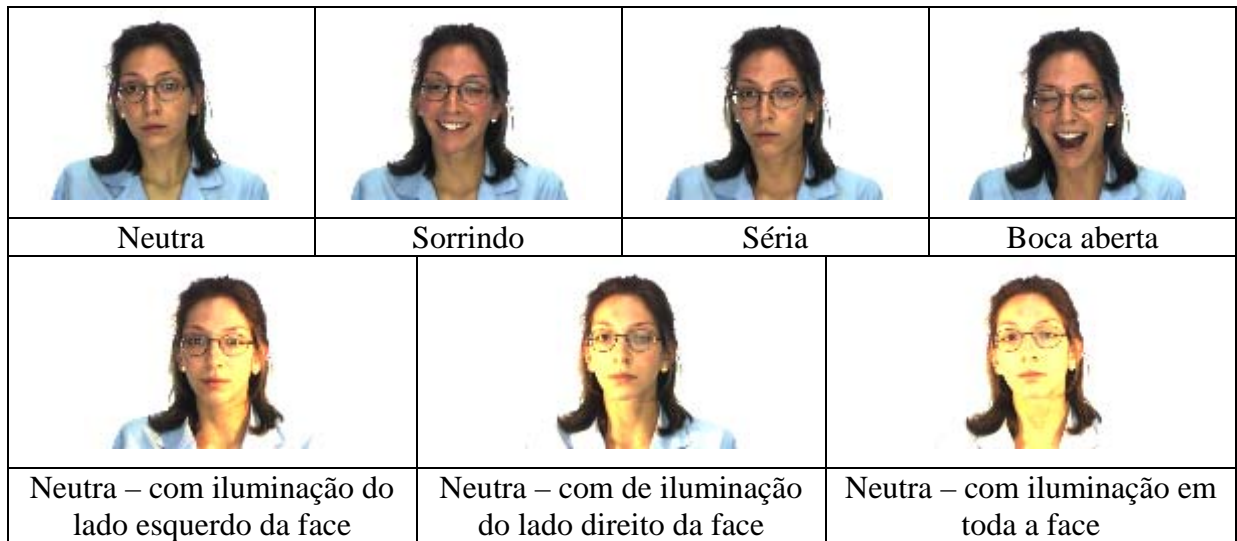 Neutra
Sorrindo
Séria
Boca aberta
Neutra – com iluminação do
lado esquerdo da face
Neutra – com de iluminação
do lado direito da face
Neutra – com iluminação em
toda a face